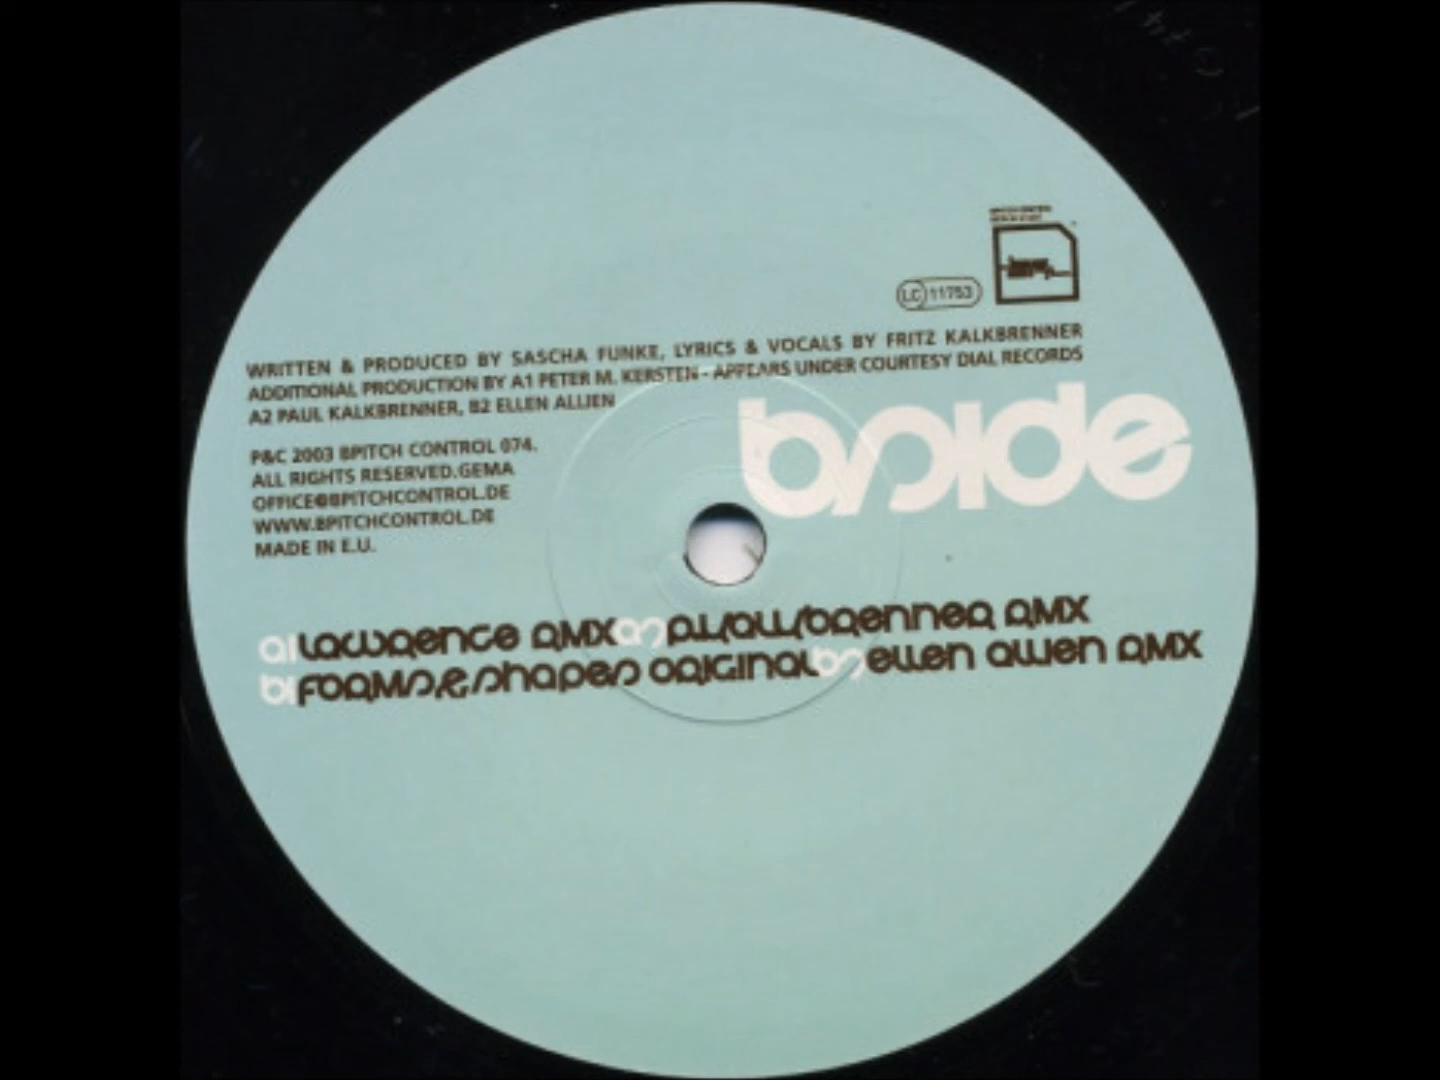 LC 11753
WRITTEN & PRODUCED BY SASCHA FUNKE, LYRICS & VOCALS BY FRITZ KALKBRENNER
ADDITIONAL PRODUCTION BY A1 PETER M. KERSTEN - APPEARS UNDER COURTESY DIAL RECORDS
A2 PAUL KALKBRENNER, B2 ELLEN ALLIEN
bside
P&C 2003 BPITCH CONTROL 074.
ALL RIGHTS RESERVED.GEMA
OFFICE@BPITCHCONTROL.DE
WWW.BPITCHCONTROL.DE
MADE IN E.U.
a1 Lawrence RMX a2 P.Kalkbrenner RMX
b1 Forms & Shapes Original b2 Ellen Allien RMX